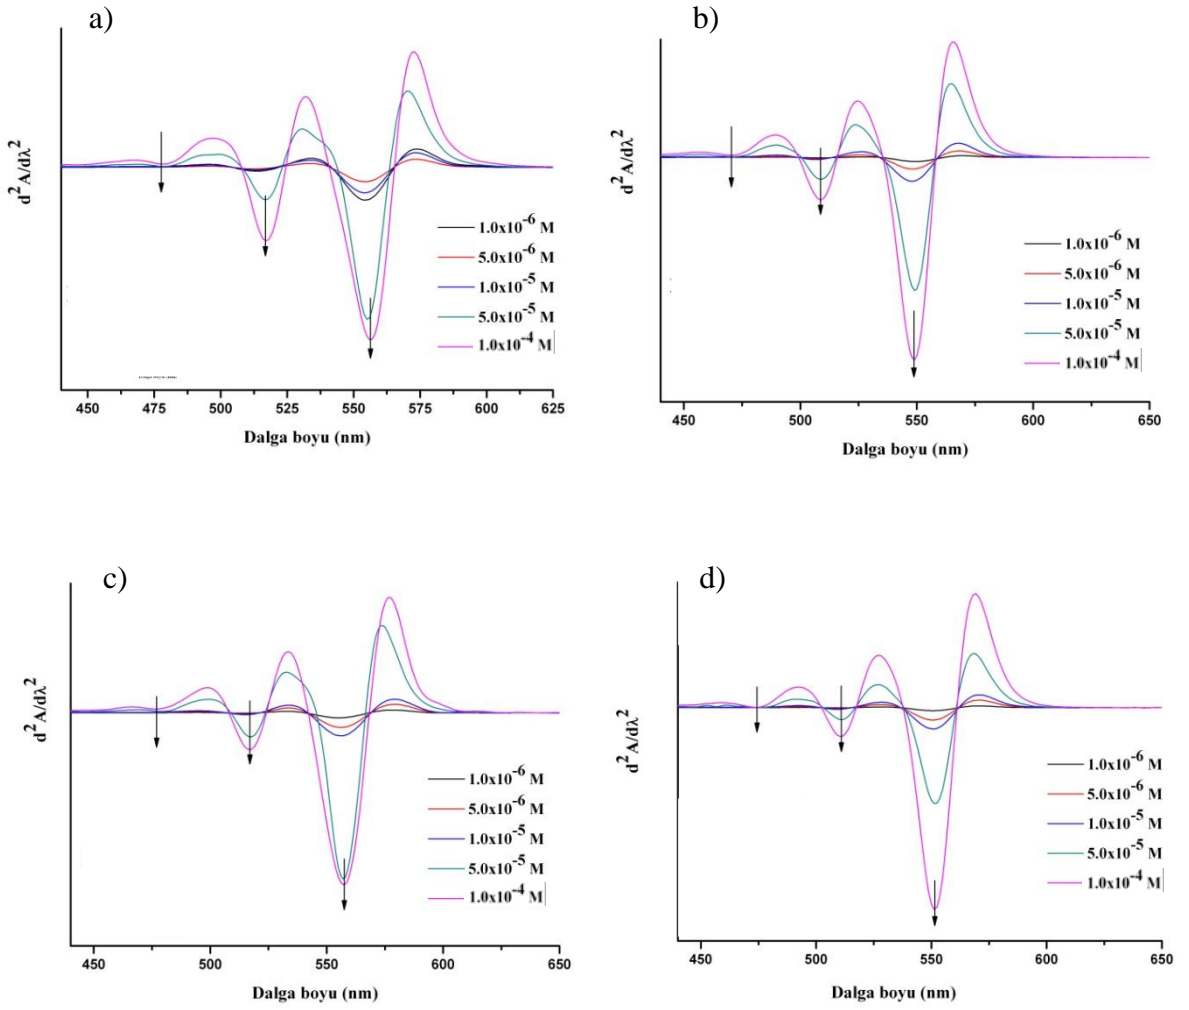 a)
d²A/dλ²
1.0x10⁻⁶ M
5.0x10⁻⁶ M
1.0x10⁻⁵ M
5.0x10⁻⁵ M
1.0x10⁻⁴ M
450 475 500 525 550 575 600 625
Dalga boyu (nm)
b)
d²A/dλ²
1.0x10⁻⁶ M
5.0x10⁻⁶ M
1.0x10⁻⁵ M
5.0x10⁻⁵ M
1.0x10⁻⁴ M
450 500 550 600 650
Dalga boyu (nm)
c)
d²A/dλ²
1.0x10⁻⁶ M
5.0x10⁻⁶ M
1.0x10⁻⁵ M
5.0x10⁻⁵ M
1.0x10⁻⁴ M
450 500 550 600 650
Dalga boyu (nm)
d)
d²A/dλ²
1.0x10⁻⁶ M
5.0x10⁻⁶ M
1.0x10⁻⁵ M
5.0x10⁻⁵ M
1.0x10⁻⁴ M
450 500 550 600 650
Dalga boyu (nm)